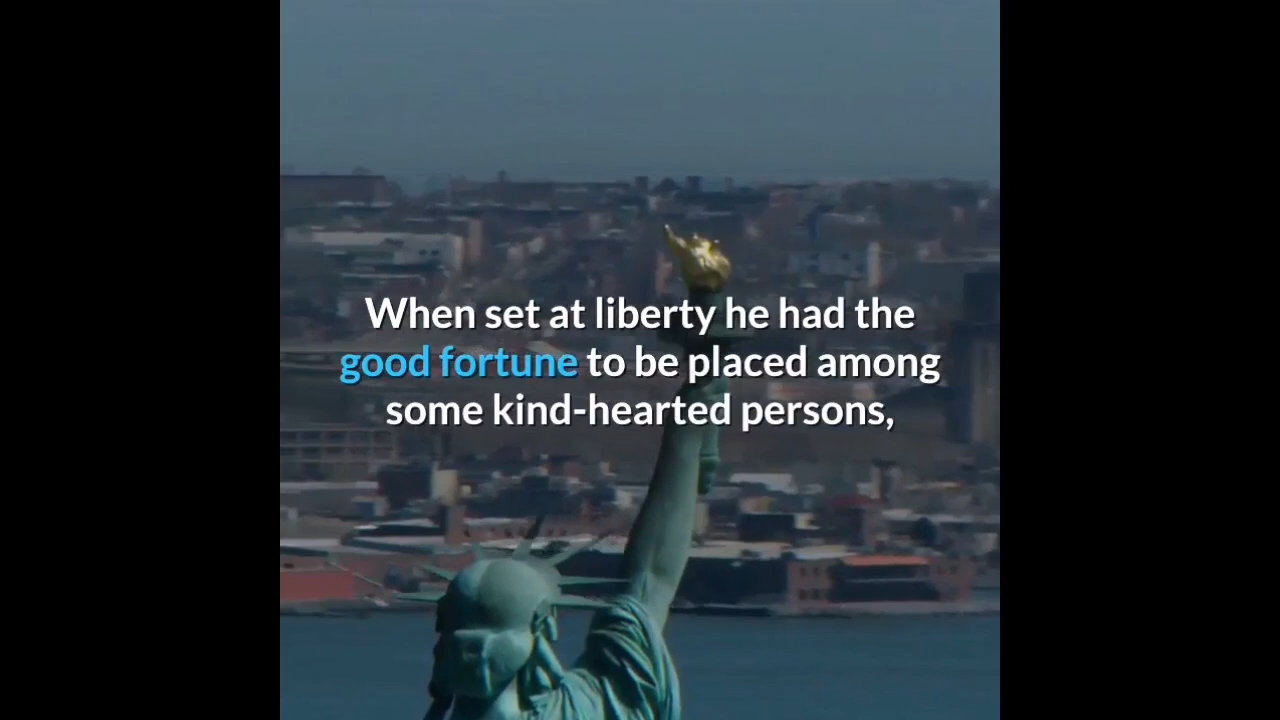 When set at liberty he had the
good fortune to be placed among
some kind-hearted persons,